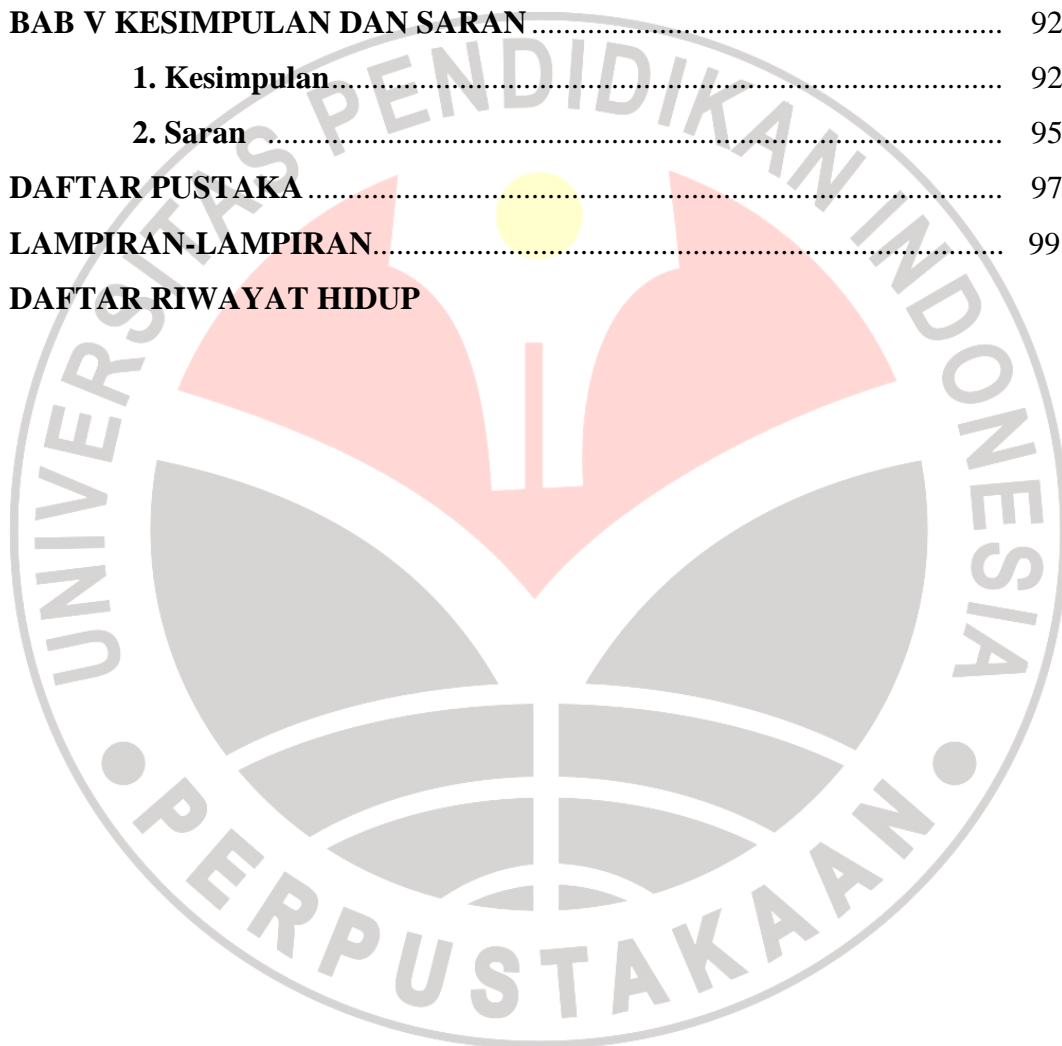 BAB V KESIMPULAN DAN SARAN ........................................................... 92
1. Kesimpulan ..................................................................................... 92
2. Saran ............................................................................................. 95
DAFTAR PUSTAKA ....................................................................................... 97
LAMPIRAN-LAMPIRAN ............................................................................... 99
DAFTAR RIWAYAT HIDUP
UNIVERSITAS PENDIDIKAN INDONESIA
PERPUSTAKAAN